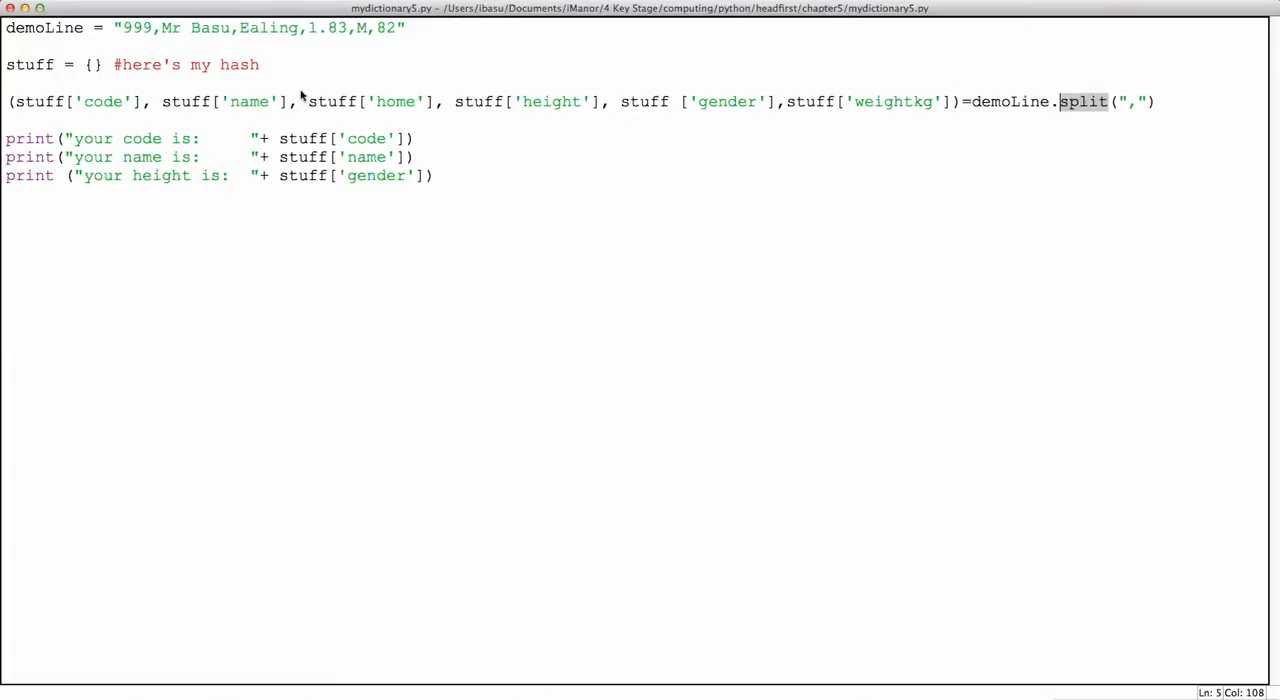 mydictionary5.py - /Users/ibasu/Documents/iManor/4 Key Stage/computing/python/headfirst/chapter5/mydictionary5.py
demoLine = "999,Mr Basu,Ealing,1.83,M,82"
stuff = {} #here's my hash
(stuff['code'], stuff['name'], stuff['home'], stuff['height'], stuff ['gender'],stuff['weightkg'])=demoLine.split(",")
print("your code is:     "+ stuff['code'])
print("your name is:     "+ stuff['name'])
print ("your height is:  "+ stuff['gender'])
Ln: 5 Col: 108